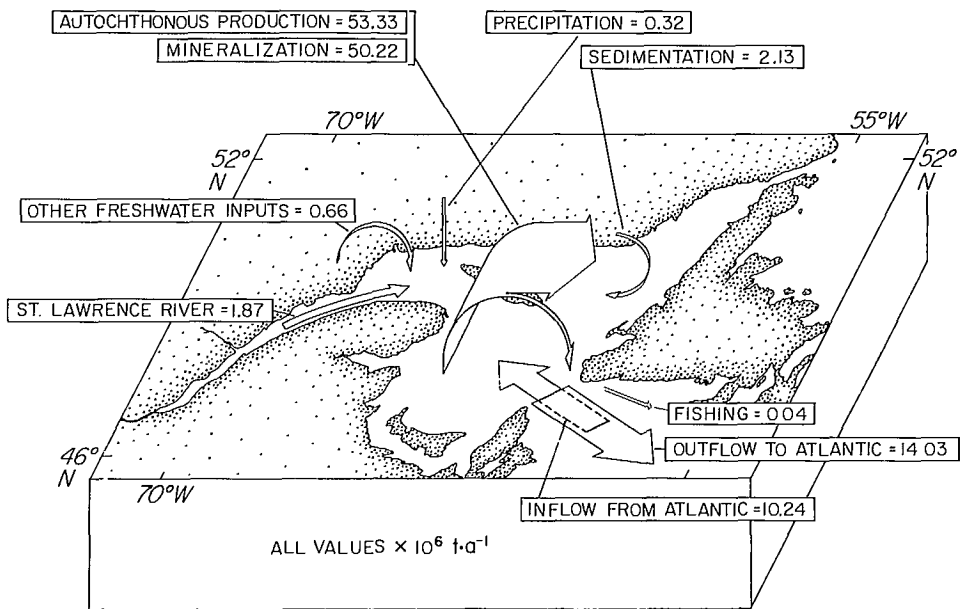 AUTOCHTHONOUS PRODUCTION = 53.33
MINERALIZATION = 50.22
PRECIPITATION = 0.32
SEDIMENTATION = 2.13
70°W
55°W
52°
N
52°
N
OTHER FRESHWATER INPUTS = 0.66
ST. LAWRENCE RIVER = 1.87
FISHING = 0.04
OUTFLOW TO ATLANTIC = 14.03
46°
N
70°W
INFLOW FROM ATLANTIC = 10.24
ALL VALUES × 10⁶ t·a⁻¹